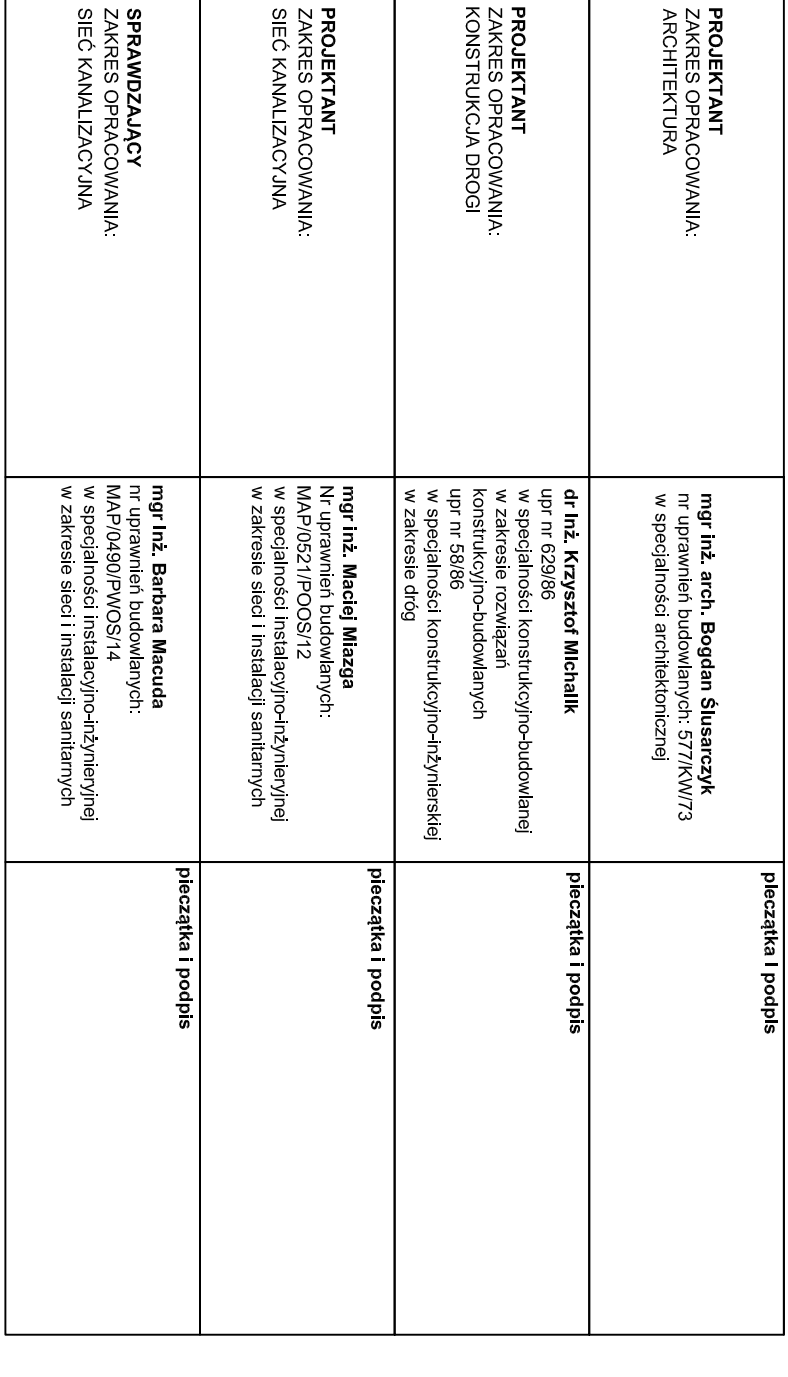 PROJEKTANT
ZAKRES OPRACOWANIA:
ARCHITEKTURA
mgr inż. arch. Bogdan Ślusarczyk
nr uprawnień budowlanych: 577/KW/73
w specjalności architektonicznej
pieczątka i podpis
PROJEKTANT
ZAKRES OPRACOWANIA:
KONSTRUKCJA DROGI
dr inż. Krzysztof Michalik
upr nr 629/86
w specjalności konstrukcyjno-budowlanej
w zakresie rozwiązań
konstrukcyjno-budowlanych
upr nr 58/86
w specjalności konstrukcyjno-inżynierskiej
w zakresie dróg
pieczątka i podpis
PROJEKTANT
ZAKRES OPRACOWANIA:
SIEĆ KANALIZACYJNA
mgr inż. Maciej Miazga
Nr uprawnień budowlanych:
MAP/0521/POOS/12
w specjalności instalacyjno-inżynieryjnej
w zakresie sieci i instalacji sanitarnych
pieczątka i podpis
SPRAWDZAJĄCY
ZAKRES OPRACOWANIA:
SIEĆ KANALIZACYJNA
mgr inż. Barbara Macuda
nr uprawnień budowlanych:
MAP/0490/PWOS/14
w specjalności instalacyjno-inżynieryjnej
w zakresie sieci i instalacji sanitarnych
pieczątka i podpis